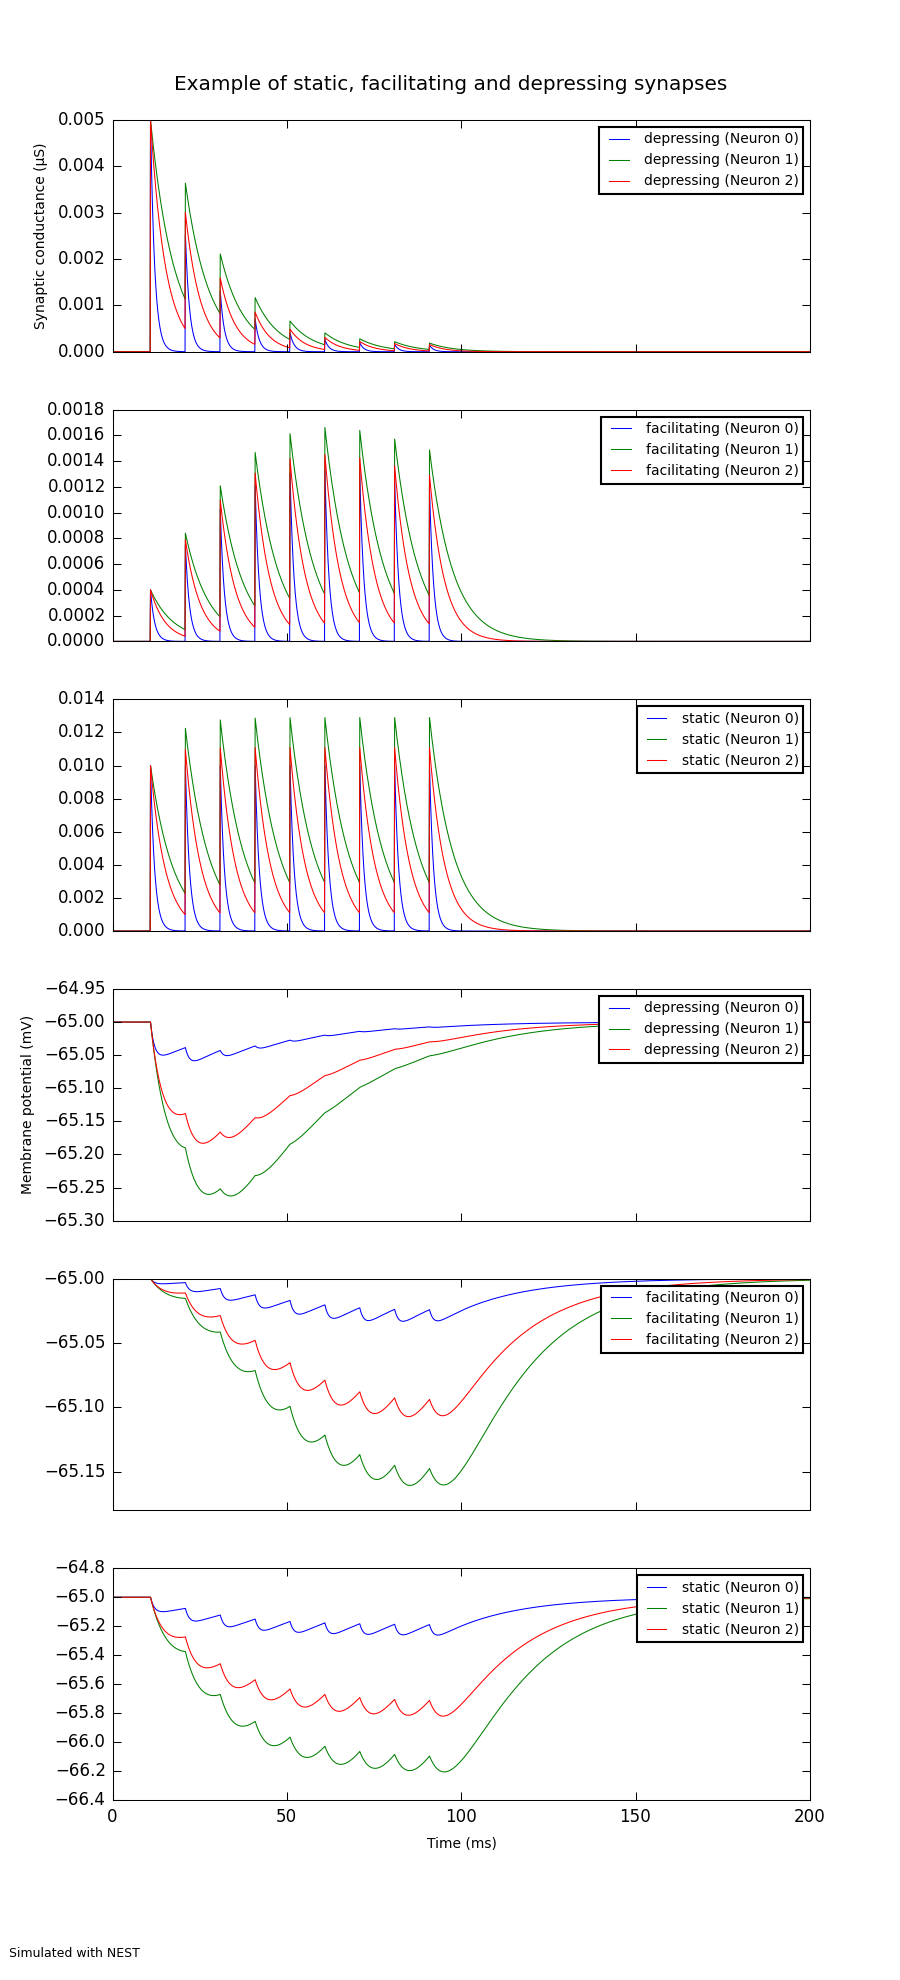 Example of static, facilitating and depressing synapses
0.005
0.004
0.003
0.002
0.001
0.000
Synaptic conductance (µS)
depressing (Neuron 0)
depressing (Neuron 1)
depressing (Neuron 2)
0.0018
0.0016
0.0014
0.0012
0.0010
0.0008
0.0006
0.0004
0.0002
0.0000
facilitating (Neuron 0)
facilitating (Neuron 1)
facilitating (Neuron 2)
0.014
0.012
0.010
0.008
0.006
0.004
0.002
0.000
static (Neuron 0)
static (Neuron 1)
static (Neuron 2)
−64.95
−65.00
−65.05
−65.10
−65.15
−65.20
−65.25
−65.30
Membrane potential (mV)
depressing (Neuron 0)
depressing (Neuron 1)
depressing (Neuron 2)
−65.00
−65.05
−65.10
−65.15
facilitating (Neuron 0)
facilitating (Neuron 1)
facilitating (Neuron 2)
−64.8
−65.0
−65.2
−65.4
−65.6
−65.8
−66.0
−66.2
−66.4
static (Neuron 0)
static (Neuron 1)
static (Neuron 2)
0 50 100 150 200
Time (ms)
Simulated with NEST